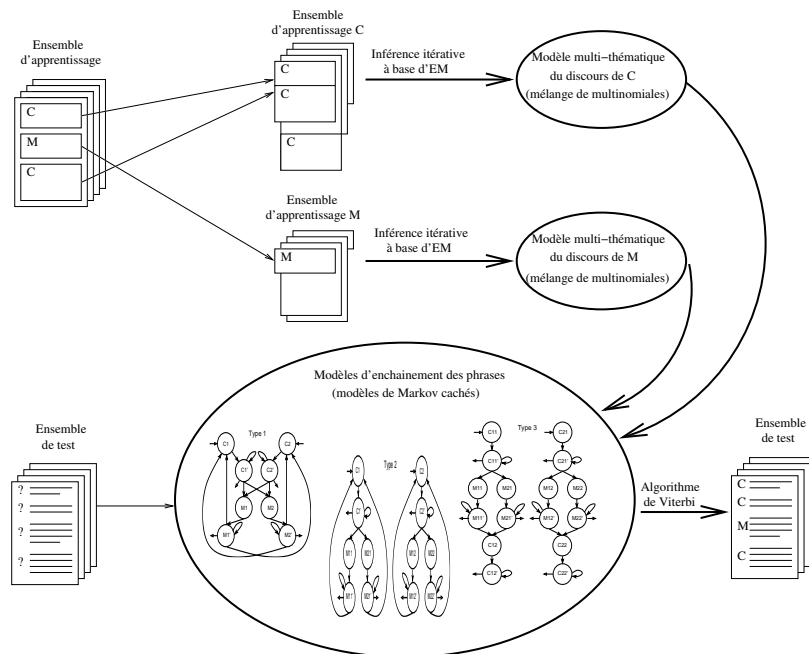 Ensemble
d'apprentissage
C
M
C
Ensemble
d'apprentissage C
C
C
C
Inférence itérative
à base d'EM
Modèle multi−thématique
du discours de C
(mélange de multinomiales)
Ensemble
d'apprentissage M
M
Inférence itérative
à base d'EM
Modèle multi−thématique
du discours de M
(mélange de multinomiales)
Modèles d'enchainement des phrases
(modèles de Markov cachés)
Ensemble
de test
?
?
?
?
Type 1
C1
C2
C1'
C2'
M1
M2
M1'
M2'
Type 2
C1
C2
C1'
C2'
M11
M21
M12
M22
M11'
M21'
M12'
M22'
Type 3
C11
C21
C11'
C21'
M11
M21
M12
M22
M11'
M21'
M12'
M22'
C12
C22
C12'
C22'
Algorithme
de Viterbi
Ensemble
de test
C
C
M
C